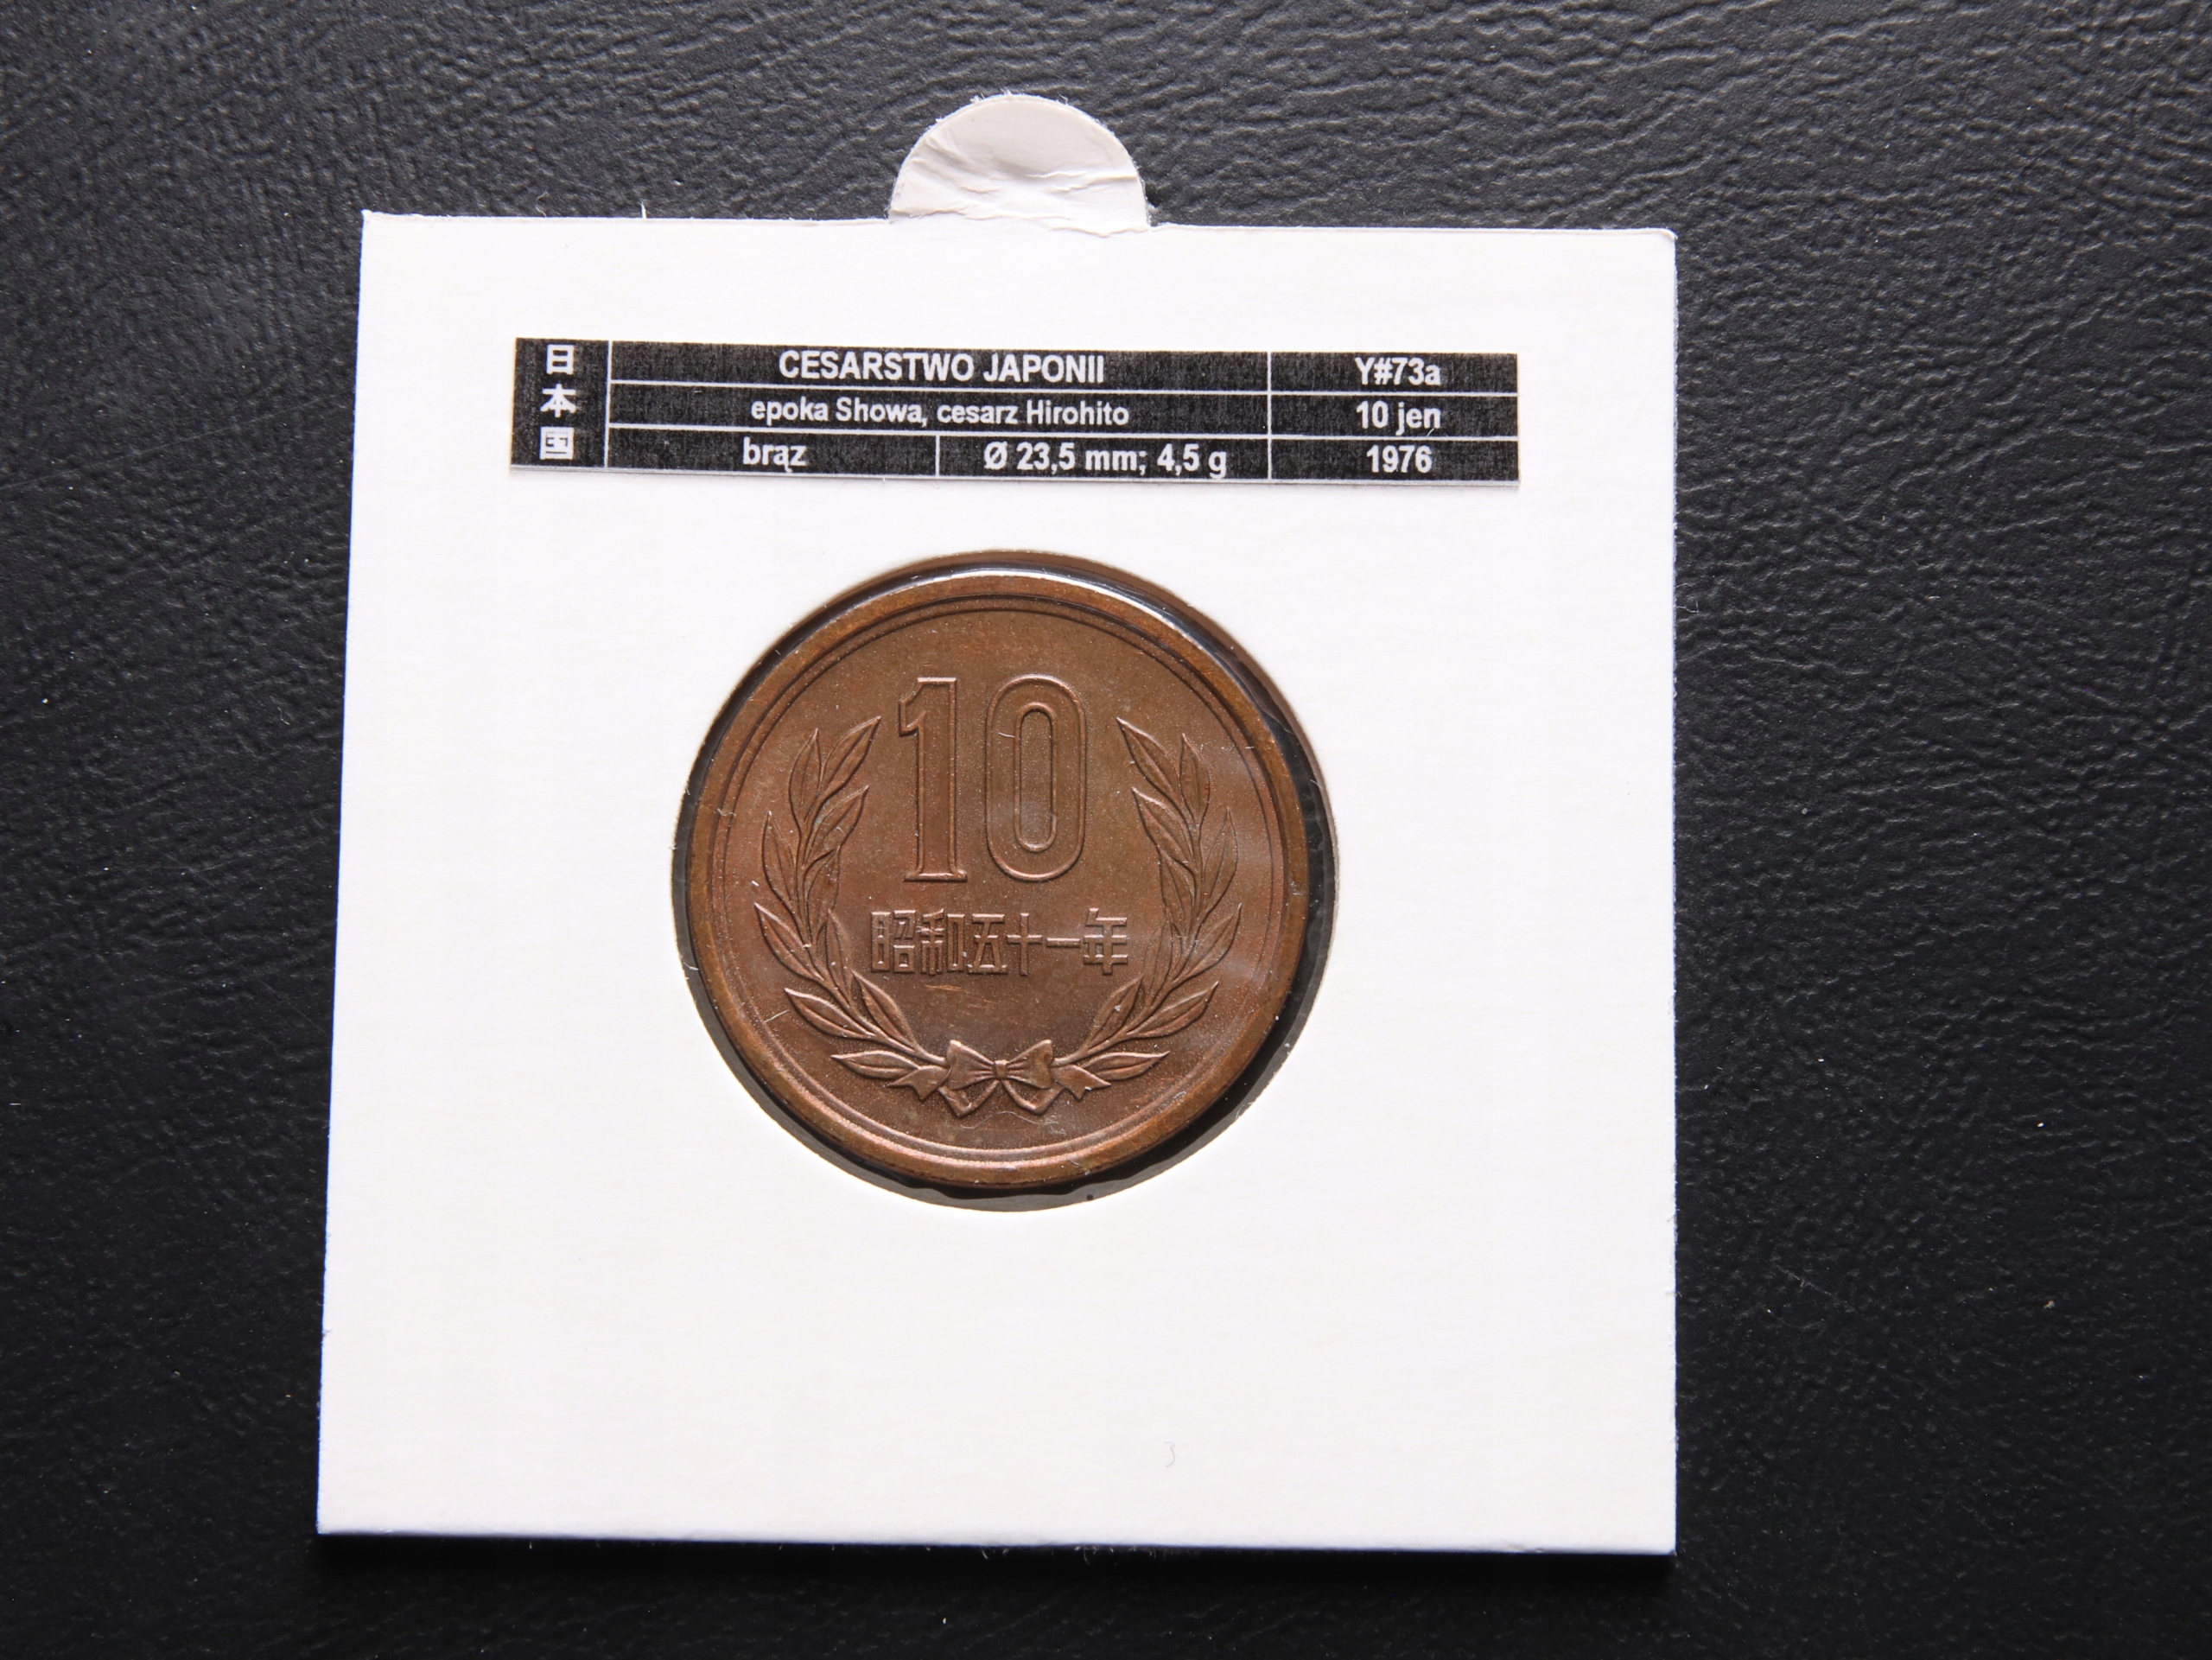 日本国
CESARSTWO JAPONII
Y#73a
epoka Showa, cesarz Hirohito
10 jen
brąz
Ø 23,5 mm; 4,5 g
1976
10
昭和五十一年